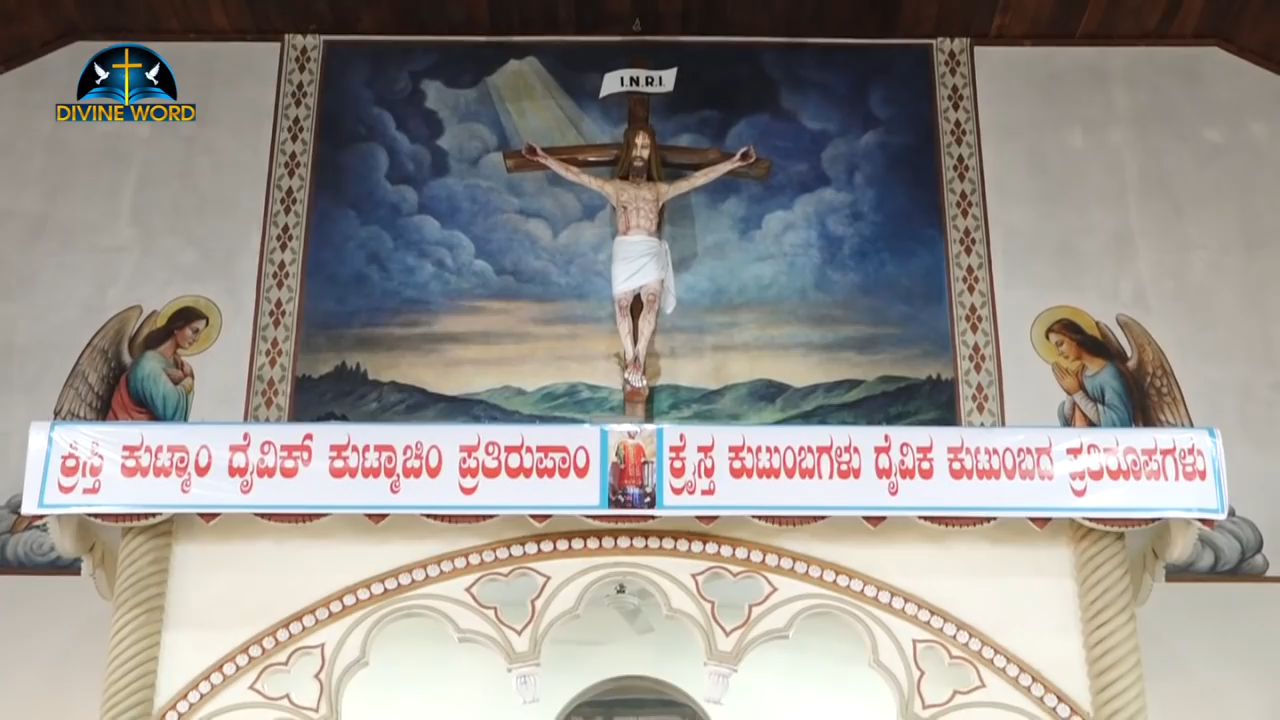 DIVINE WORD
I.N.R.I.
ಕ್ರಿಸ್ತಿ ಕುಟ್ಮಾಂ ದೈವಿಕ್ ಕುಟ್ಮಾಚಿಂ ಪ್ರತಿರುಪಾಂ
ಕ್ರೈಸ್ತ ಕುಟುಂಬಗಳು ದೈವಿಕ ಕುಟುಂಬದ ಪ್ರತಿರೂಪಗಳು